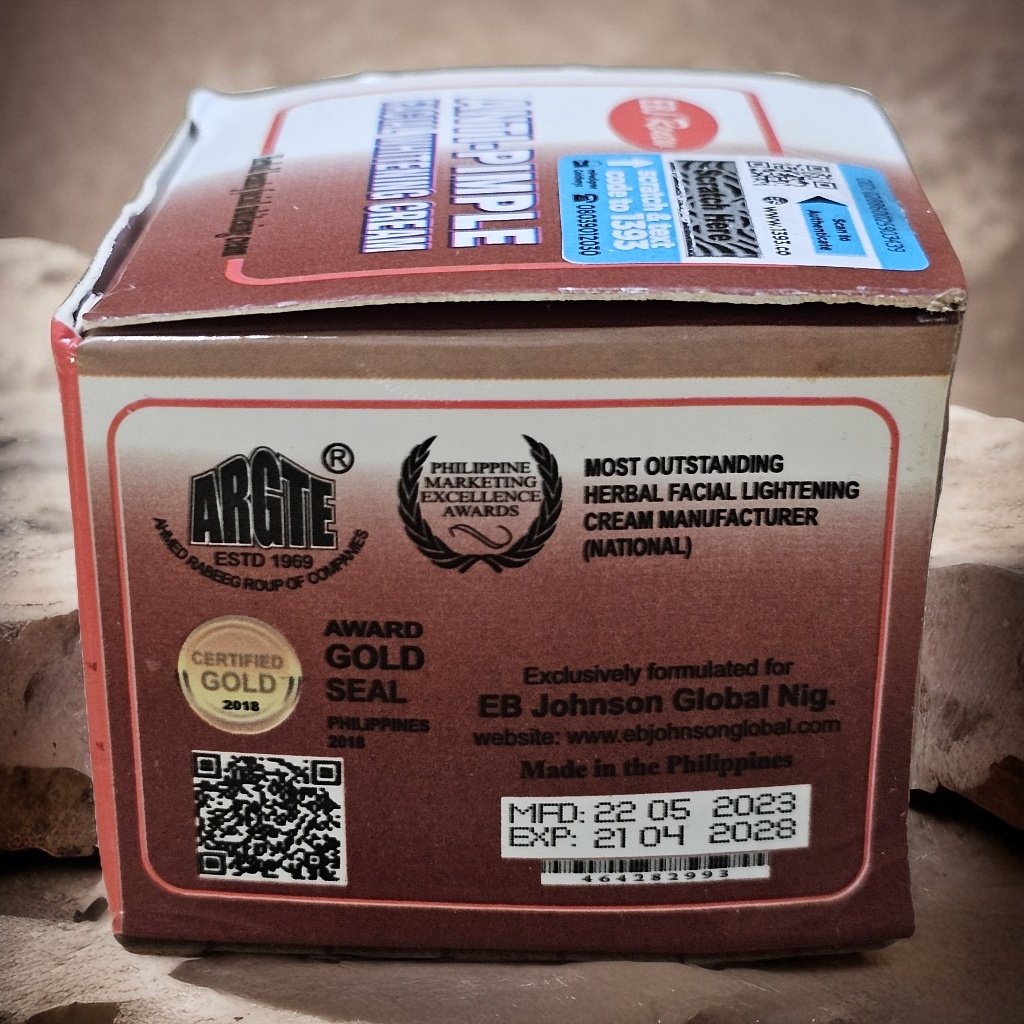 ANTI-PIMPLE
HERBAL LIGHTENING CREAM
scratch & text
code to 1393
08039012030
Scratch Here
www.1393.co
Scan to
Authenticate
ARGTE®
ESTD 1969
AHMED RABEEG ROUP OF COMPANIES
PHILIPPINE
MARKETING
EXCELLENCE
AWARDS
MOST OUTSTANDING
HERBAL FACIAL LIGHTENING
CREAM MANUFACTURER
(NATIONAL)
CERTIFIED
GOLD
2018
AWARD
GOLD
SEAL
PHILIPPINES
2018
Exclusively formulated for
EB Johnson Global Nig.
website: www.ebjohnsonglobal.com
Made in the Philippines
MFD: 22 05 2023
EXP: 21 04 2028
464282993